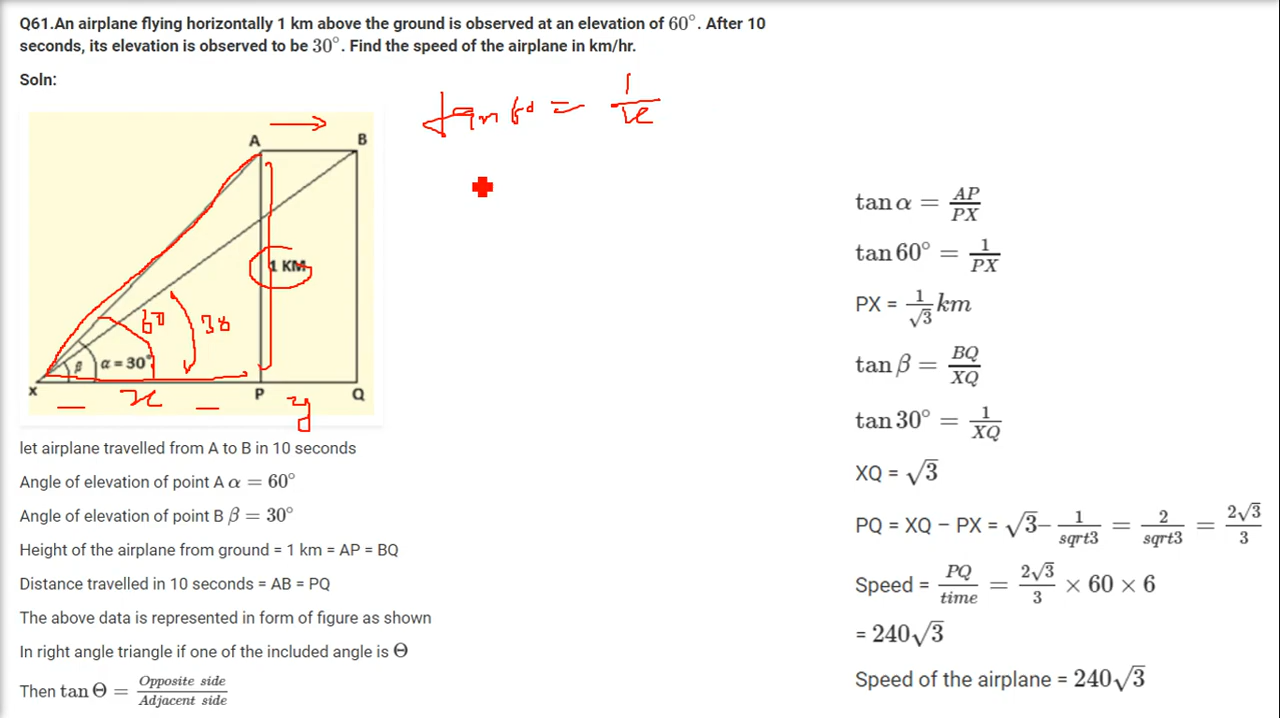 Q61.An airplane flying horizontally 1 km above the ground is observed at an elevation of 60°. After 10
seconds, its elevation is observed to be 30°. Find the speed of the airplane in km/hr.
Soln:
tan 60 = 1/x
A B
1 KM
60 30
β α = 30°
X P Q
x y
let airplane travelled from A to B in 10 seconds
Angle of elevation of point A α = 60°
Angle of elevation of point B β = 30°
Height of the airplane from ground = 1 km = AP = BQ
Distance travelled in 10 seconds = AB = PQ
The above data is represented in form of figure as shown
In right angle triangle if one of the included angle is Θ
Then tan Θ = Opposite side/Adjacent side
tan α = AP/PX
tan 60° = 1/PX
PX = 1/√3 km
tan β = BQ/XQ
tan 30° = 1/XQ
XQ = √3
PQ = XQ − PX = √3− 1/sqrt3 = 2/sqrt3 = 2√3/3
Speed = PQ/time = 2√3/3 × 60 × 6
= 240√3
Speed of the airplane = 240√3